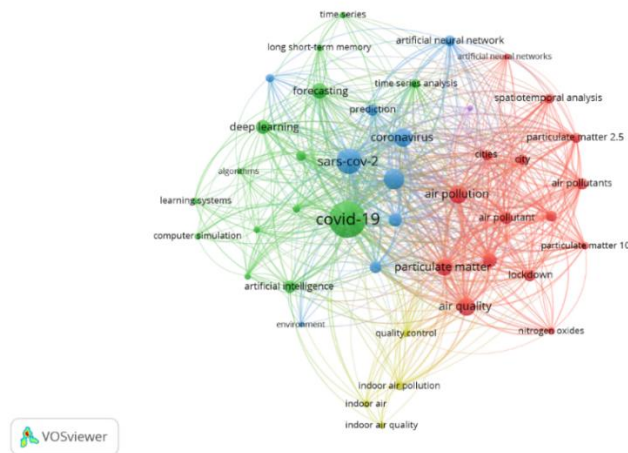 time series
artificial neural network
long short-term memory
artificial neural networks
time series analysis
forecasting
spatiotemporal analysis
prediction
deep learning
coronavirus
particulate matter 2.5
sars-cov-2
cities
city
algorithms
air pollutants
air pollution
learning systems
covid-19
air pollutant
computer simulation
particulate matter 10
particulate matter
lockdown
artificial intelligence
air quality
environment
quality control
nitrogen oxides
indoor air pollution
indoor air
indoor air quality
VOSviewer